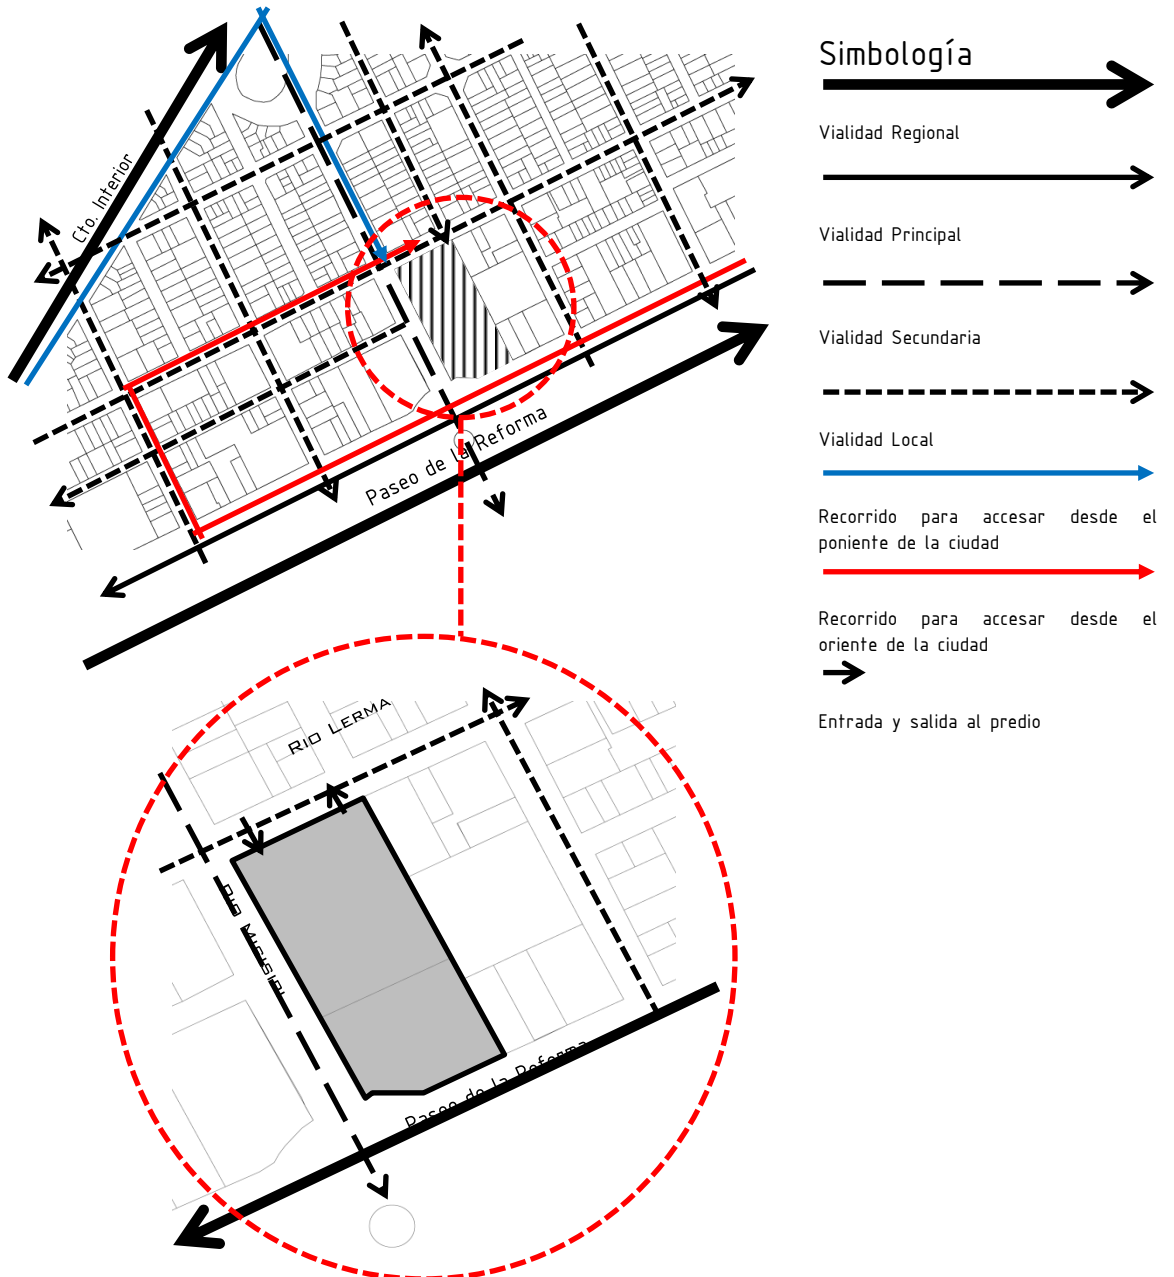 Simbología
Vialidad Regional
Vialidad Principal
Vialidad Secundaria
Vialidad Local
Recorrido para accesar desde el
poniente de la ciudad
Recorrido para accesar desde el
oriente de la ciudad
Entrada y salida al predio
Cto. Interior
Paseo de la Reforma
RIO LERMA
RIO MISISIPI
Paseo de la Reforma